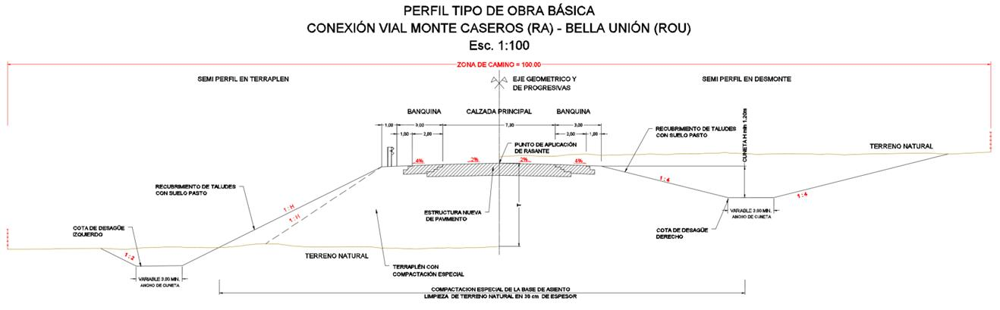 PERFIL TIPO DE OBRA BÁSICA
CONEXIÓN VIAL MONTE CASEROS (RA) - BELLA UNIÓN (ROU)
Esc. 1:100
ZONA DE CAMINO = 100.00
SEMI PERFIL EN TERRAPLEN
EJE GEOMETRICO Y
DE PROGRESIVAS
SEMI PERFIL EN DESMONTE
BANQUINA
CALZADA PRINCIPAL
BANQUINA
1,00
3,00
7,30
3,00
1,00
2,00
2,00
1,00
CUNETA H min 1.20m
RECUBRIMIENTO DE TALUDES
CON SUELO PASTO
TERRENO NATURAL
PUNTO DE APLICACIÓN
DE RASANTE
4%
2%
2%
4%
1:4
1:4
RECUBRIMIENTO DE TALUDES
CON SUELO PASTO
1:H
1:H
ESTRUCTURA NUEVA
DE PAVIMENTO
T
VARIABLE 3.00 MIN.
ANCHO DE CUNETA
COTA DE DESAGÜE
IZQUIERDO
COTA DE DESAGÜE
DERECHO
1:2
TERRENO NATURAL
TERRAPLÉN CON
COMPACTACIÓN ESPECIAL
VARIABLE 3.00 MIN.
ANCHO DE CUNETA
COMPACTACION ESPECIAL DE LA BASE DE ASIENTO
LIMPIEZA DE TERRENO NATURAL EN 30 cm DE ESPESOR